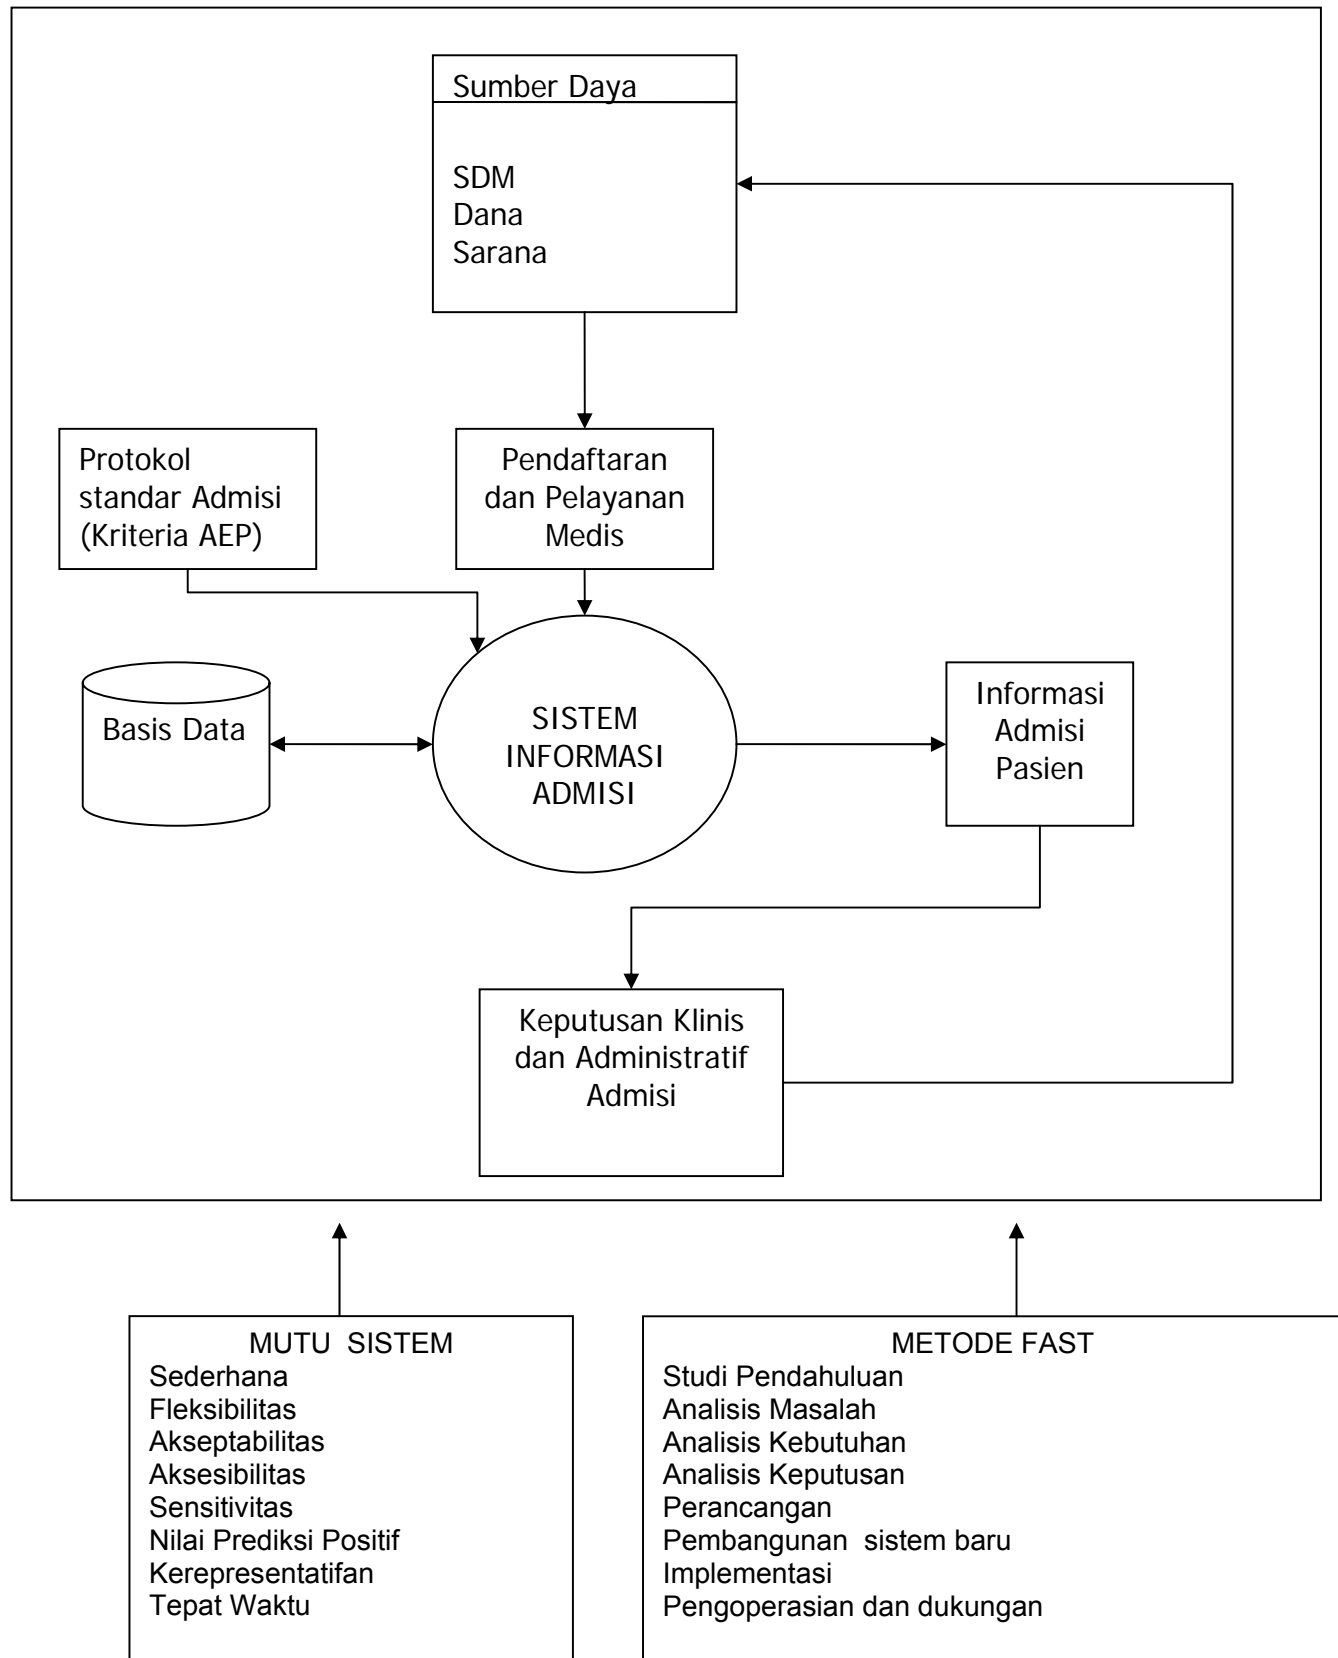 Sumber Daya
SDM
Dana
Sarana
Protokol
standar Admisi
(Kriteria AEP)
Pendaftaran
dan Pelayanan
Medis
Basis Data
SISTEM
INFORMASI
ADMISI
Informasi
Admisi
Pasien
Keputusan Klinis
dan Administratif
Admisi
MUTU  SISTEM
Sederhana
Fleksibilitas
Akseptabilitas
Aksesibilitas
Sensitivitas
Nilai Prediksi Positif
Kerepresentatifan
Tepat Waktu
METODE FAST
Studi Pendahuluan
Analisis Masalah
Analisis Kebutuhan
Analisis Keputusan
Perancangan
Pembangunan  sistem baru
Implementasi
Pengoperasian dan dukungan